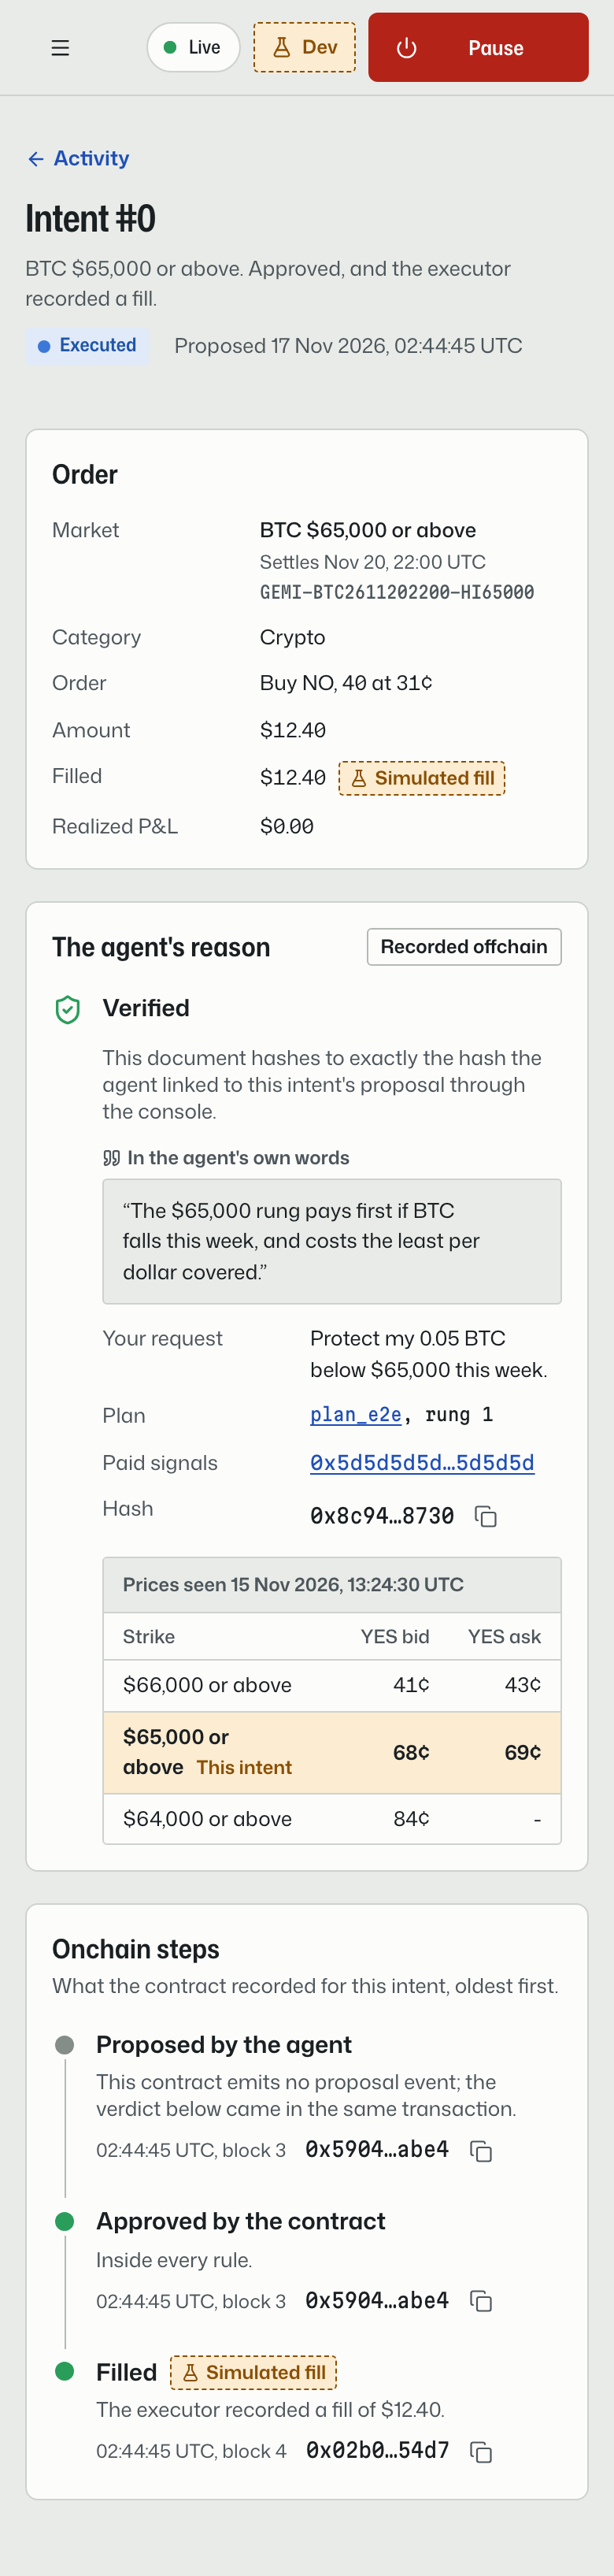 Live
Dev
Pause
Activity
Intent #0
BTC $65,000 or above. Approved, and the executor
recorded a fill.
Executed
Proposed 17 Nov 2026, 02:44:45 UTC
Order
Market
BTC $65,000 or above
Settles Nov 20, 22:00 UTC
GEMI-BTC2611202200-HI65000
Category
Crypto
Order
Buy NO, 40 at 31¢
Amount
$12.40
Filled
$12.40
Simulated fill
Realized P&L
$0.00
The agent's reason
Recorded offchain
Verified
This document hashes to exactly the hash the
agent linked to this intent's proposal through
the console.
In the agent's own words
“The $65,000 rung pays first if BTC
falls this week, and costs the least per
dollar covered.”
Your request
Protect my 0.05 BTC
below $65,000 this week.
Plan
plan_e2e, rung 1
Paid signals
0x5d5d5d5d…5d5d5d
Hash
0x8c94…8730
Prices seen 15 Nov 2026, 13:24:30 UTC
Strike YES bid YES ask
$66,000 or above 41¢ 43¢
$65,000 or
above This intent 68¢ 69¢
$64,000 or above 84¢ -
Onchain steps
What the contract recorded for this intent, oldest first.
Proposed by the agent
This contract emits no proposal event; the
verdict below came in the same transaction.
02:44:45 UTC, block 3 0x5904…abe4
Approved by the contract
Inside every rule.
02:44:45 UTC, block 3 0x5904…abe4
Filled
Simulated fill
The executor recorded a fill of $12.40.
02:44:45 UTC, block 4 0x02b0…54d7